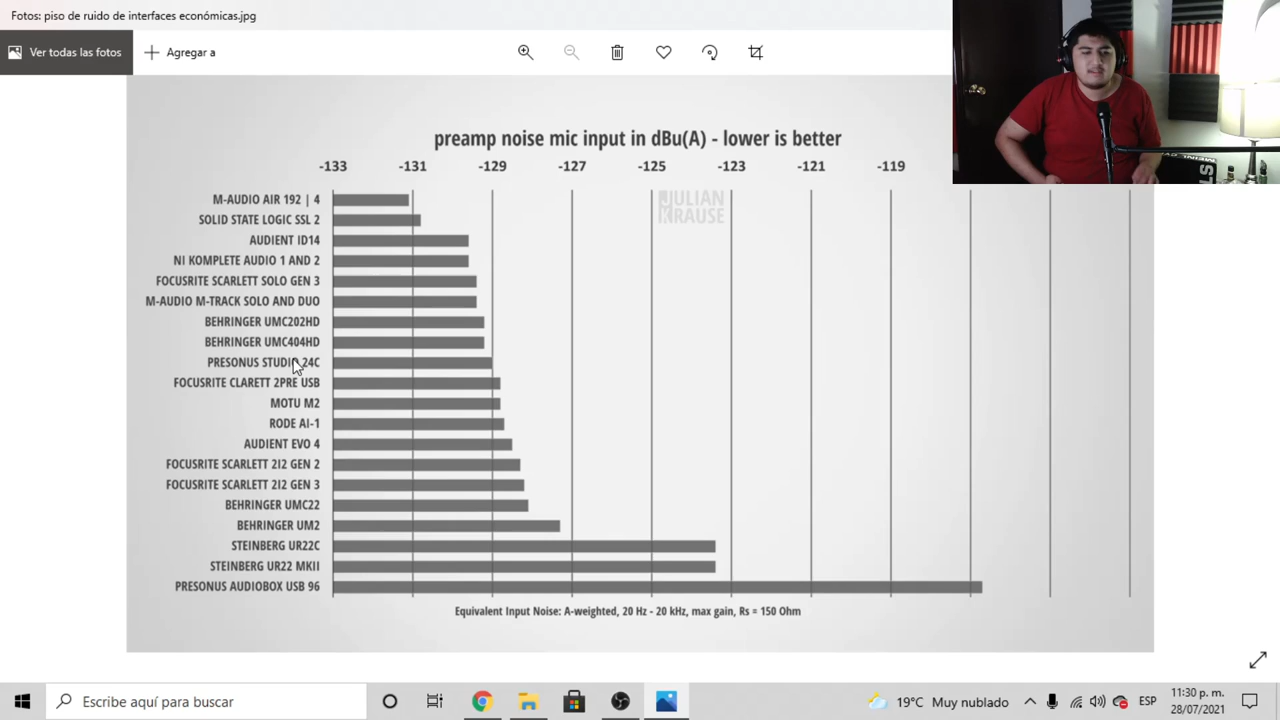 Fotos: piso de ruido de interfaces económicas.jpg
Ver todas las fotos
Agregar a
preamp noise mic input in dBu(A) - lower is better
-133 -131 -129 -127 -125 -123 -121 -119
JULIAN
KRAUSE
M-AUDIO AIR 192 | 4
SOLID STATE LOGIC SSL 2
AUDIENT ID14
NI KOMPLETE AUDIO 1 AND 2
FOCUSRITE SCARLETT SOLO GEN 3
M-AUDIO M-TRACK SOLO AND DUO
BEHRINGER UMC202HD
BEHRINGER UMC404HD
PRESONUS STUDIO 24C
FOCUSRITE CLARETT 2PRE USB
MOTU M2
RODE AI-1
AUDIENT EVO 4
FOCUSRITE SCARLETT 2I2 GEN 2
FOCUSRITE SCARLETT 2I2 GEN 3
BEHRINGER UMC22
BEHRINGER UM2
STEINBERG UR22C
STEINBERG UR22 MKII
PRESONUS AUDIOBOX USB 96
Equivalent Input Noise: A-weighted, 20 Hz - 20 kHz, max gain, Rs = 150 Ohm
Escribe aquí para buscar
19°C Muy nublado
ESP
11:30 p. m.
28/07/2021